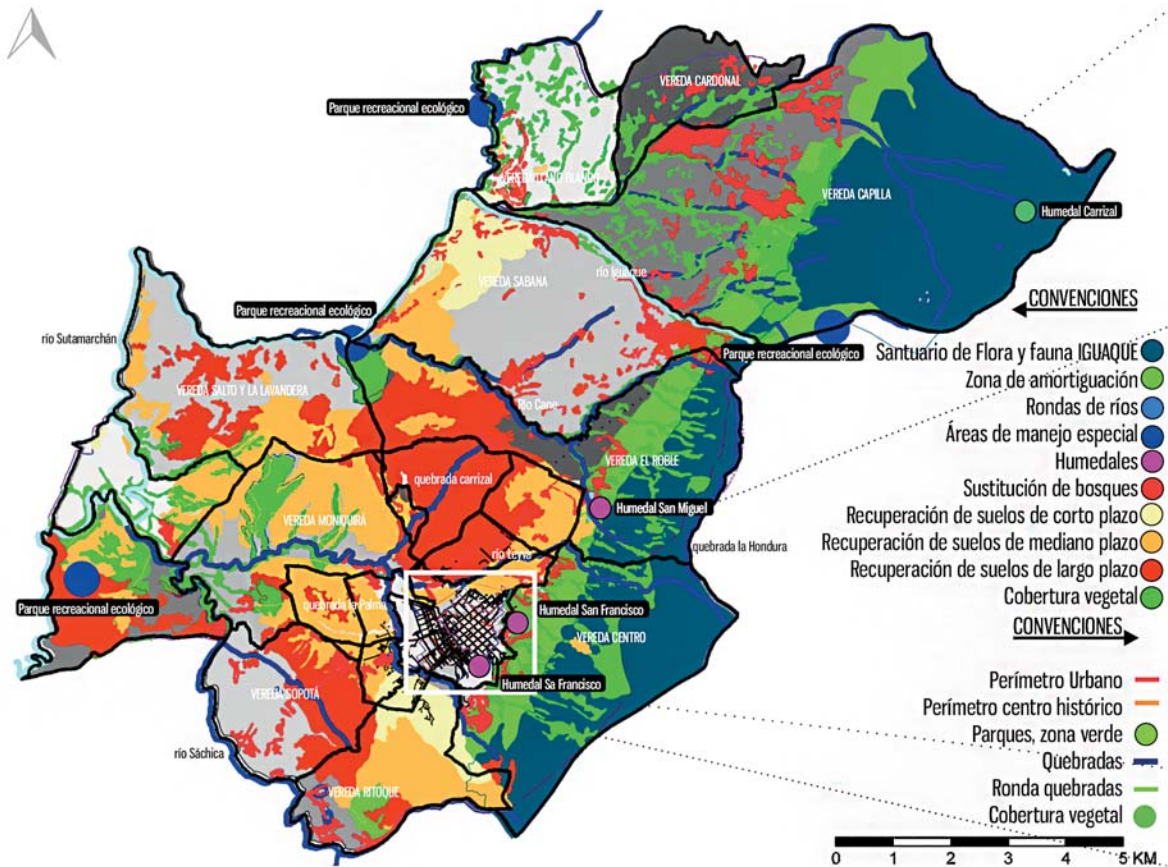 VEREDA CARDONAL
Parque recreacional ecológico
VEREDA LLANO BLANCO
VEREDA CAPILLA
Humedal Carrizal
VEREDA SABANA
río Iguaque
CONVENCIONES
Parque recreacional ecológico
río Sutamarchán
Parque recreacional ecológico
Santuario de Flora y fauna IGUAQUE
Zona de amortiguación
Rondas de ríos
Áreas de manejo especial
Humedales
Sustitución de bosques
Recuperación de suelos de corto plazo
Recuperación de suelos de mediano plazo
Recuperación de suelos de largo plazo
Cobertura vegetal
CONVENCIONES
VEREDA SALTO Y LA LAVANDERA
Río Cane
VEREDA EL ROBLE
quebrada carrizal
Humedal San Miguel
VEREDA MONIQUIRÁ
quebrada la Hondura
río Leyva
Parque recreacional ecológico
quebrada la Palma
Humedal San Francisco
VEREDA CENTRO
Humedal Sa Francisco
VEREDA SOPOTÁ
río Sáchica
VEREDA RITOQUE
Perímetro Urbano
Perímetro centro histórico
Parques, zona verde
Quebradas
Ronda quebradas
Cobertura vegetal
0 1 2 3 4 5 KM